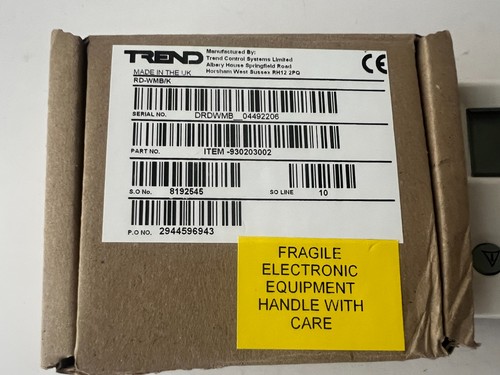 TREND
Manufactured By:
Trend Control Systems Limited
Albery House Springfield Road
Horsham West Sussex RH12 2PQ
CE
MADE IN THE UK
RD-WMB/K
SERIAL NO. DRDWMB__04492206
PART NO. ITEM -930203002
S.O No. 8192545 SO LINE 10
P.O NO. 2944596943
FRAGILE
ELECTRONIC
EQUIPMENT
HANDLE WITH
CARE